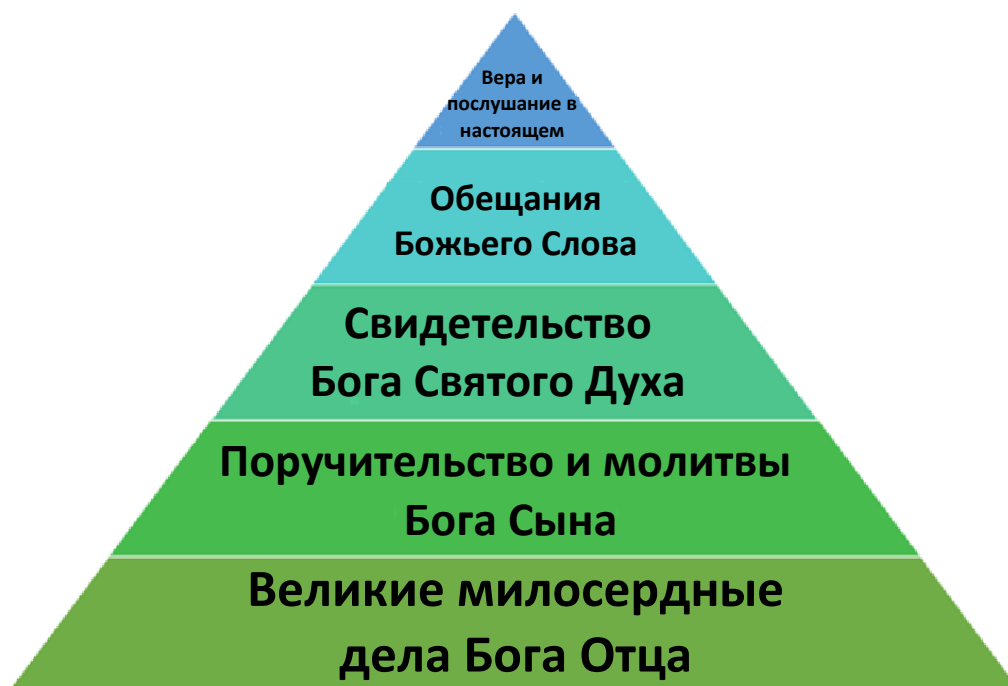 Вера и
послушание в
настоящем
Обещания
Божьего Слова
Свидетельство
Бога Святого Духа
Поручительство и молитвы
Бога Сына
Великие милосердные
дела Бога Отца